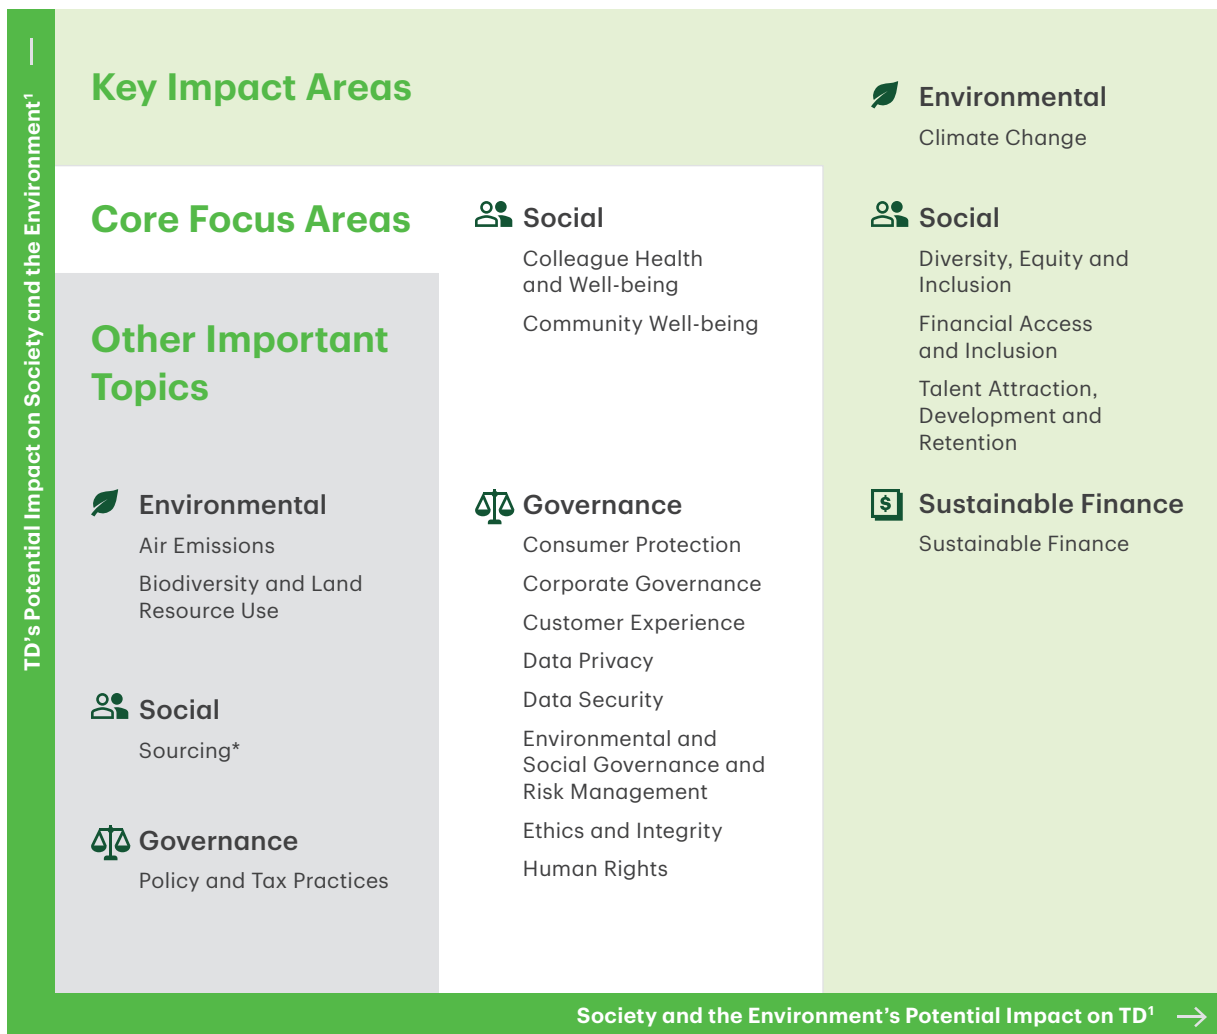 TD's Potential Impact on Society and the Environment¹
Key Impact Areas
Environmental
Climate Change
Social
Diversity, Equity and
Inclusion
Financial Access
and Inclusion
Talent Attraction,
Development and
Retention
Sustainable Finance
Sustainable Finance
Core Focus Areas
Social
Colleague Health
and Well-being
Community Well-being
Governance
Consumer Protection
Corporate Governance
Customer Experience
Data Privacy
Data Security
Environmental and
Social Governance and
Risk Management
Ethics and Integrity
Human Rights
Other Important
Topics
Environmental
Air Emissions
Biodiversity and Land
Resource Use
Social
Sourcing*
Governance
Policy and Tax Practices
Society and the Environment's Potential Impact on TD¹